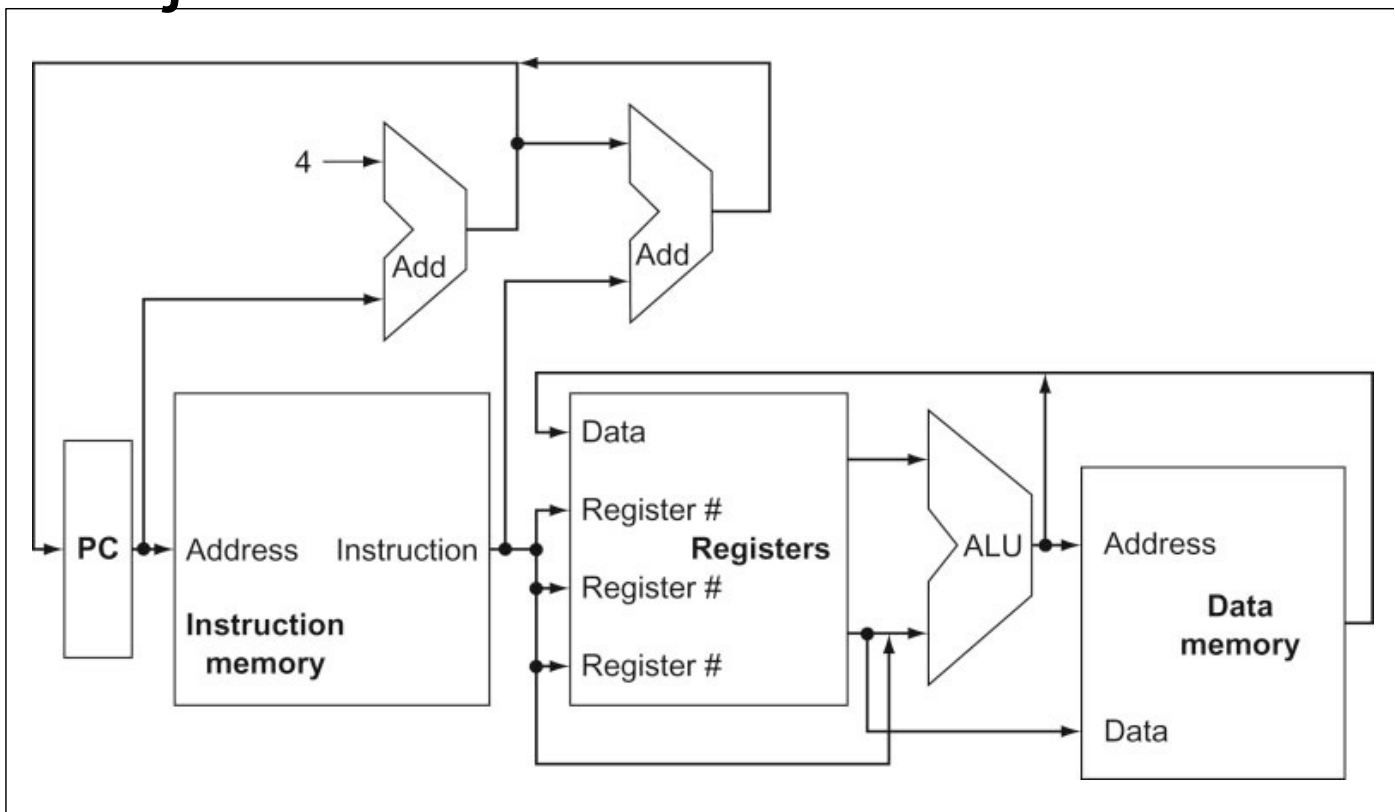 4
Add
Add
Data
Register #
Register #
Register #
Registers
PC
Address
Instruction
Instruction
memory
ALU
Address
Data
memory
Data